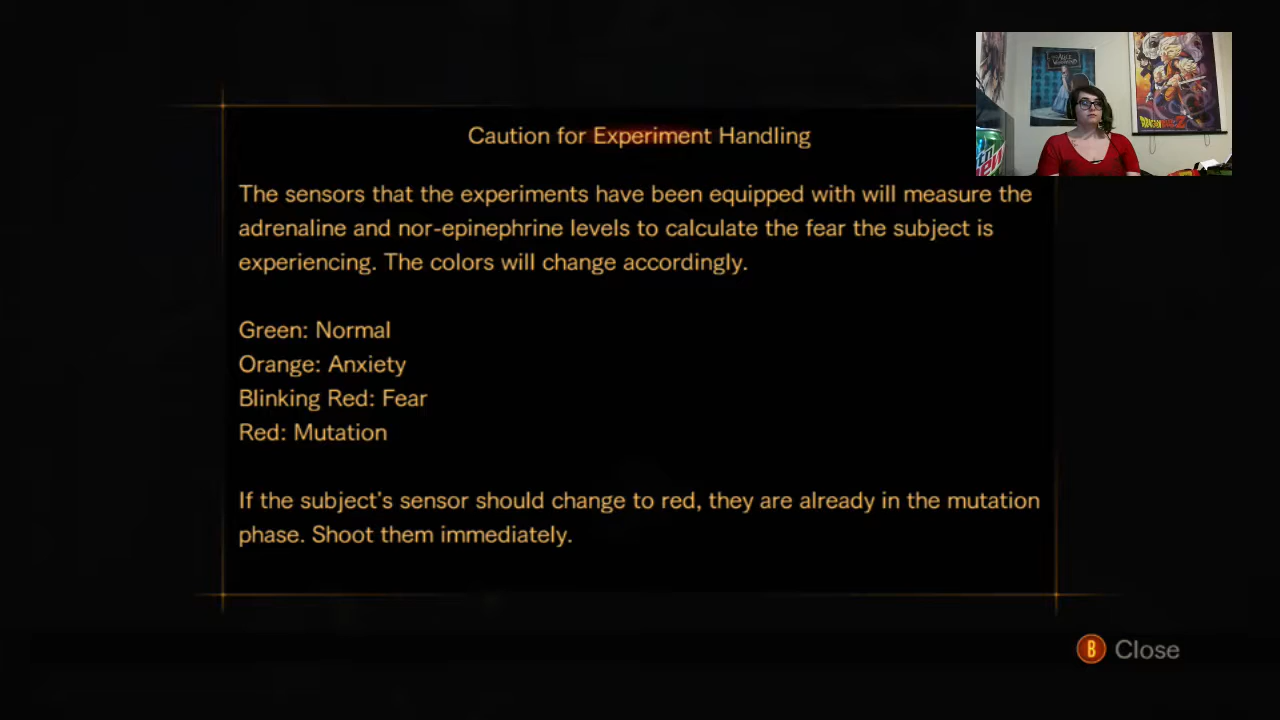 Caution for Experiment Handling
The sensors that the experiments have been equipped with will measure the
adrenaline and nor-epinephrine levels to calculate the fear the subject is
experiencing. The colors will change accordingly.
Green: Normal
Orange: Anxiety
Blinking Red: Fear
Red: Mutation
If the subject's sensor should change to red, they are already in the mutation
phase. Shoot them immediately.
B Close